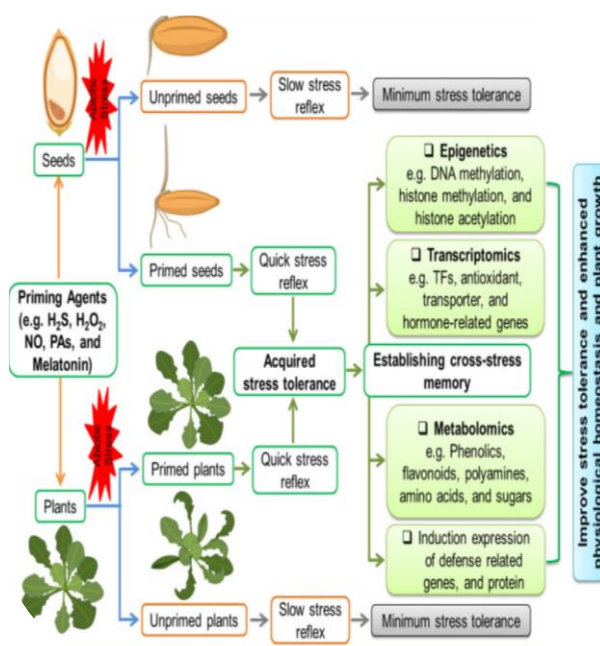 Abiotic
Stress
Unprimed seeds
Slow stress
reflex
Minimum stress tolerance
Seeds
❑ Epigenetics
e.g. DNA methylation,
histone methylation, and
histone acetylation
Primed seeds
Quick stress
reflex
❑ Transcriptomics
e.g. TFs, antioxidant,
transporter, and
hormone-related genes
Priming Agents
(e.g. H₂S, H₂O₂,
NO, PAs, and
Melatonin)
Acquired
stress tolerance
Establishing cross-stress
memory
Improve stress tolerance and enhanced
physiological homeostasis and plant growth
Abiotic
Stress
Primed plants
Quick stress
reflex
❑ Metabolomics
e.g. Phenolics,
flavonoids, polyamines,
amino acids, and sugars
Plants
❑ Induction expression
of defense related
genes, and protein
Unprimed plants
Slow stress
reflex
Minimum stress tolerance